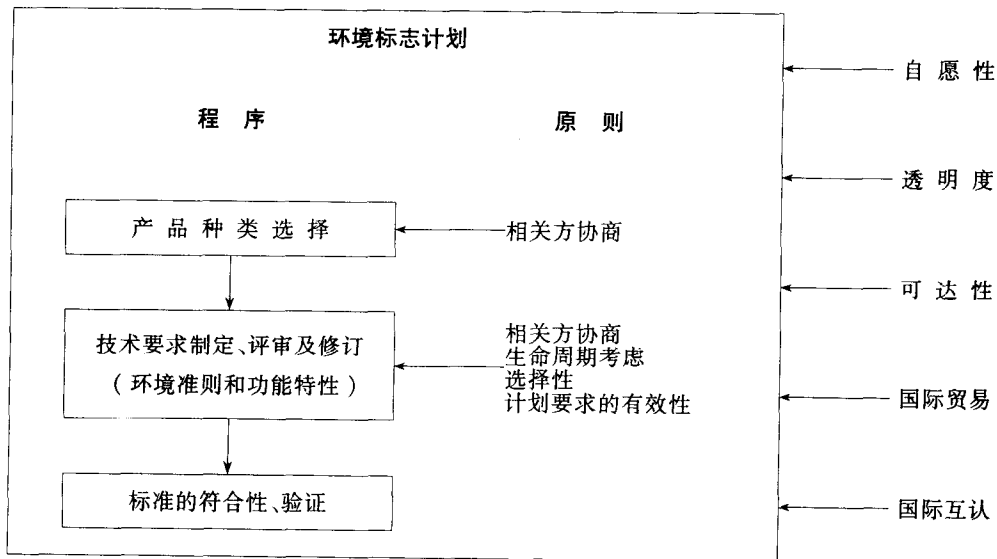 环境标志计划
程序 原则
自愿性
透明度
产品种类选择 相关方协商
可达性
技术要求制定、评审及修订
(环境准则和功能特性)
相关方协商
生命周期考虑
选择性
计划要求的有效性
国际贸易
标准的符合性、验证
国际互认